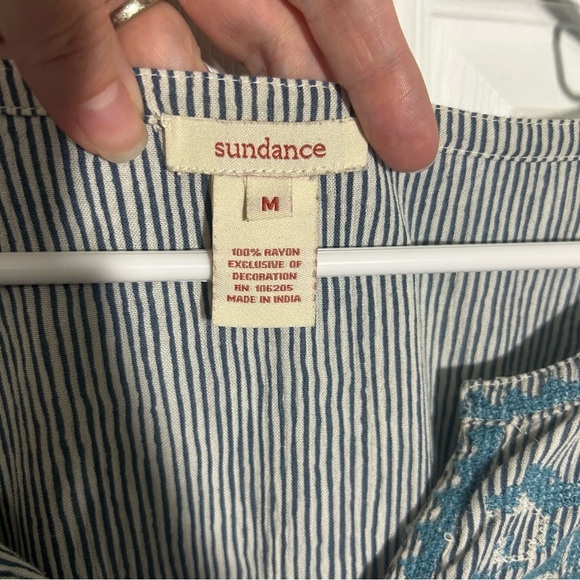 sundance
M
100% RAYON
EXCLUSIVE OF
DECORATION
RN 106205
MADE IN INDIA